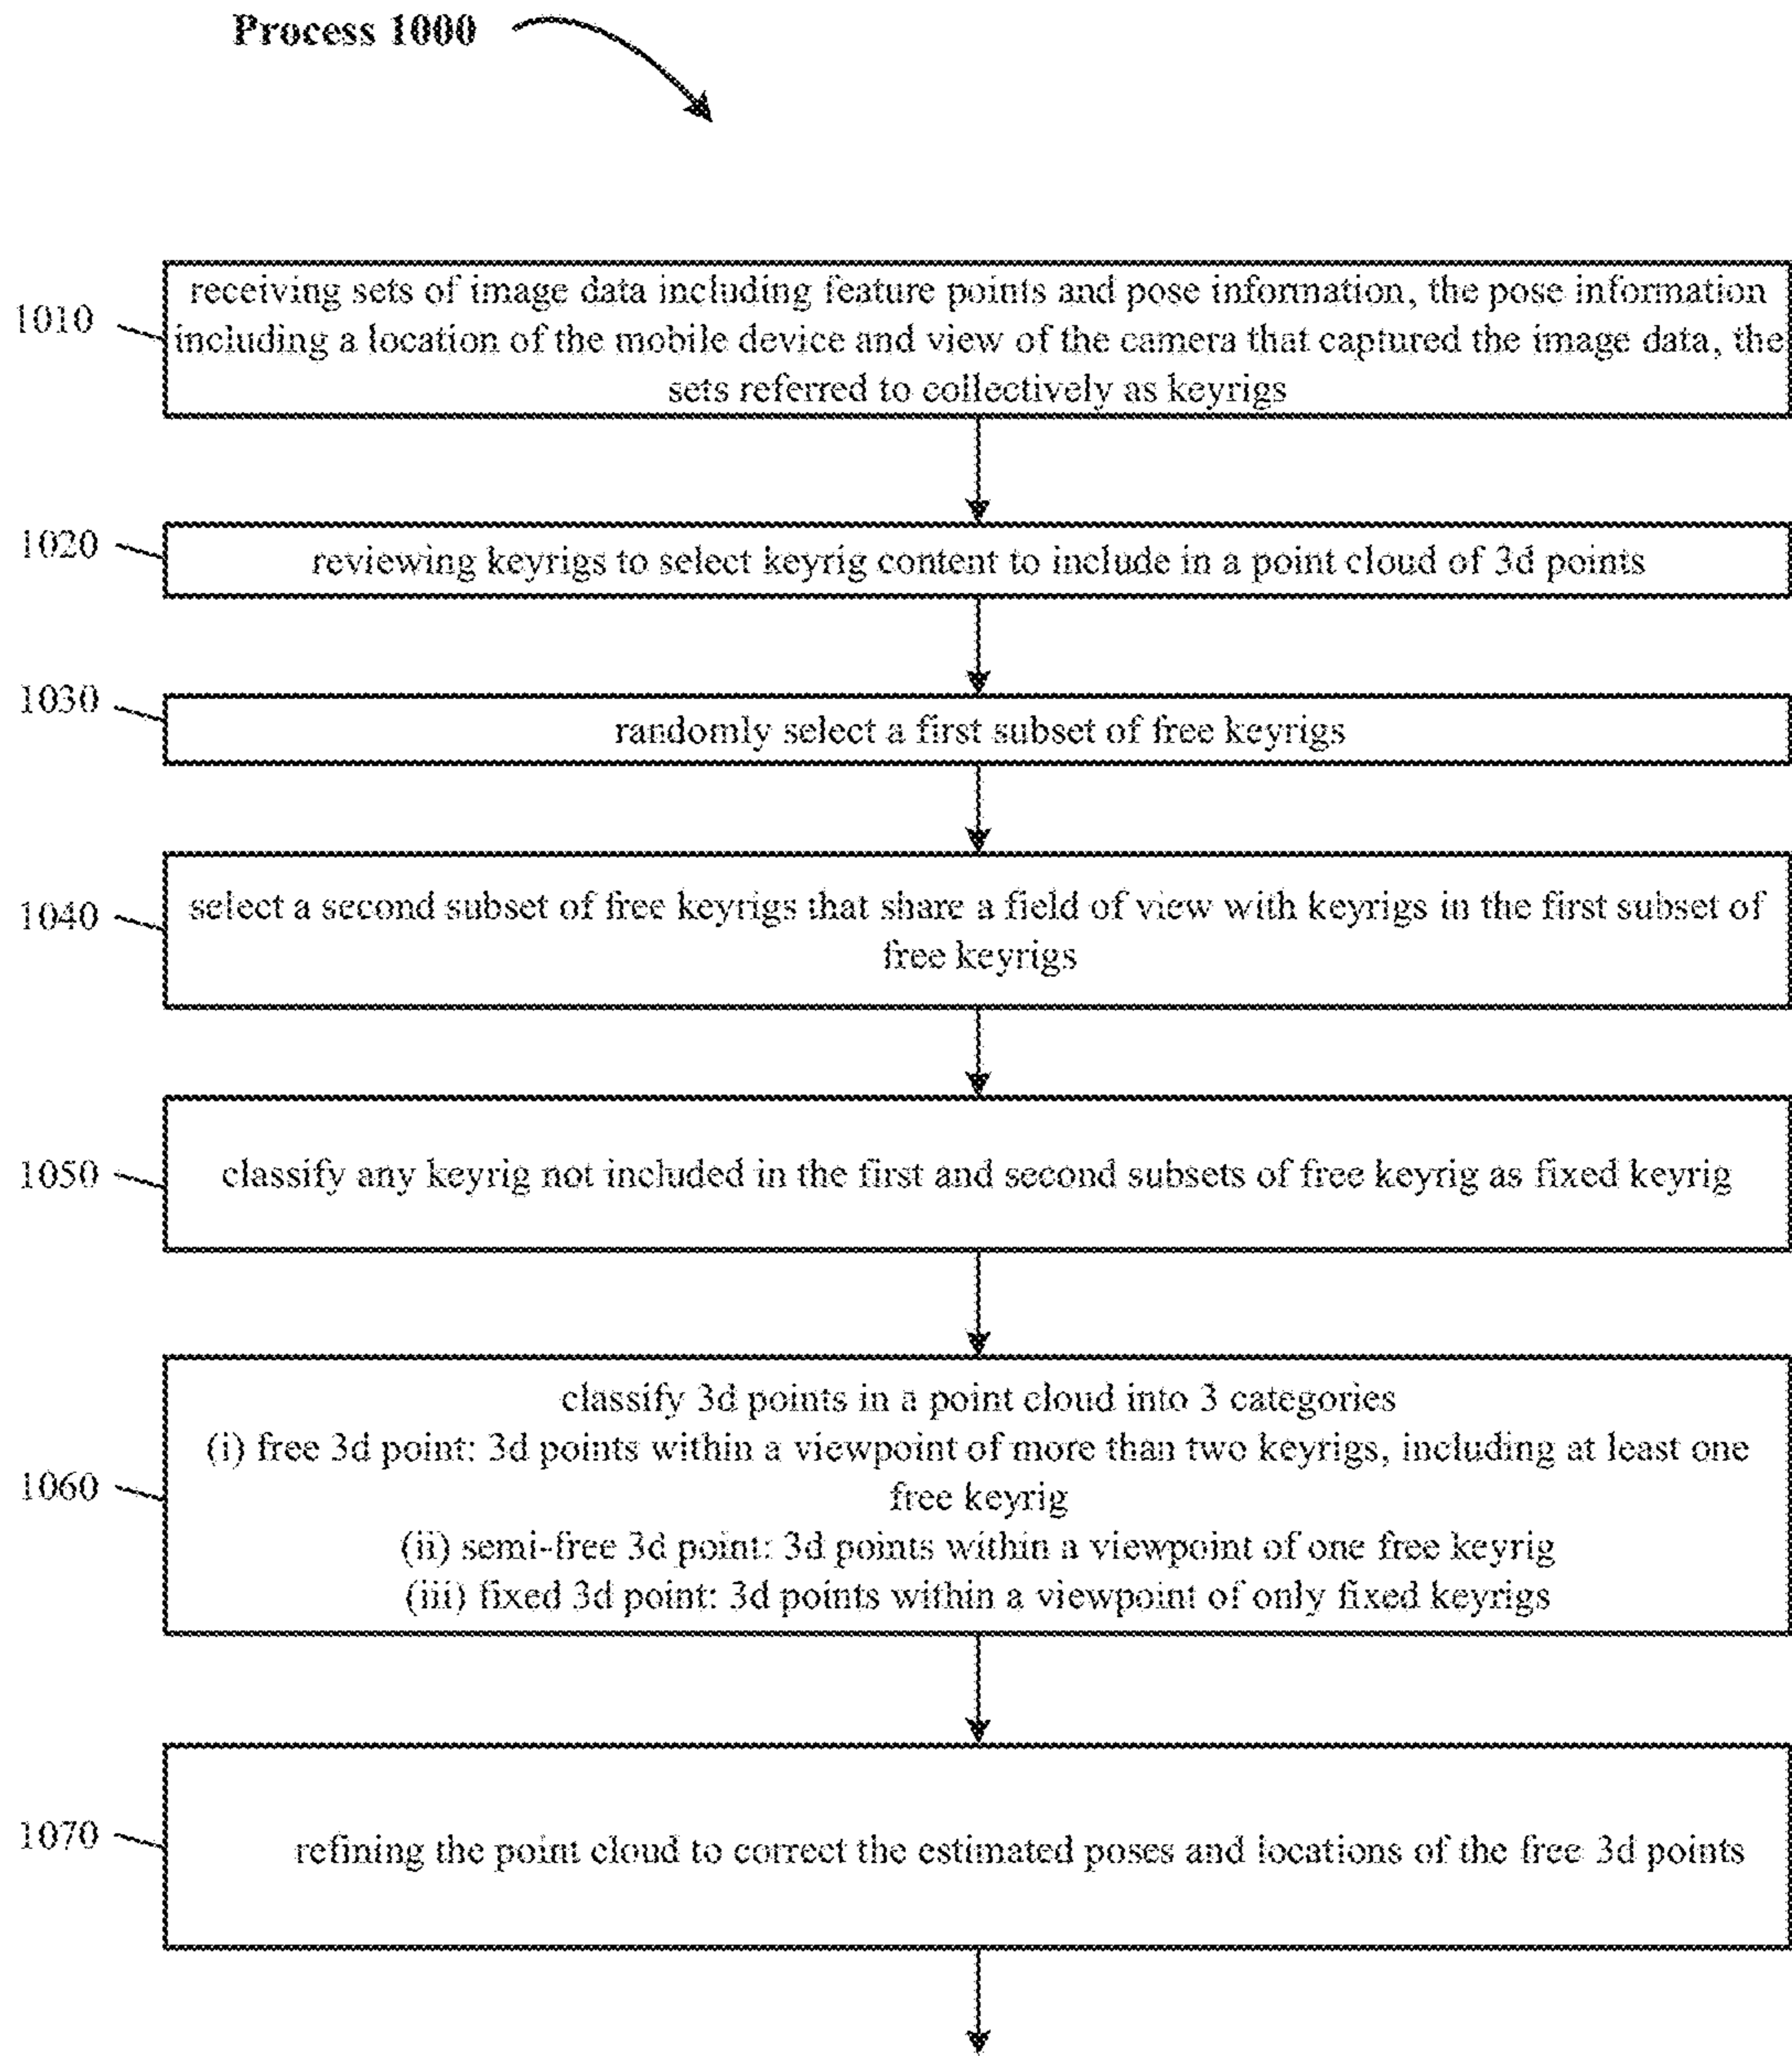 Process 1000
1010
receiving sets of image data including feature points and pose information, the pose information
including a location of the mobile device and view of the camera that captured the image data, the
sets referred to collectively as keyrigs
1020
reviewing keyrigs to select keyrig content to include in a point cloud of 3d points
1030
randomly select a first subset of free keyrigs
1040
select a second subset of free keyrigs that share a field of view with keyrigs in the first subset of
free keyrigs
1050
classify any keyrig not included in the first and second subsets of free keyrig as fixed keyrig
1060
classify 3d points in a point cloud into 3 categories
(i) free 3d point: 3d points within a viewpoint of more than two keyrigs, including at least one
free keyrig
(ii) semi-free 3d point: 3d points within a viewpoint of one free keyrig
(iii) fixed 3d point: 3d points within a viewpoint of only fixed keyrigs
1070
refining the point cloud to correct the estimated poses and locations of the free 3d points